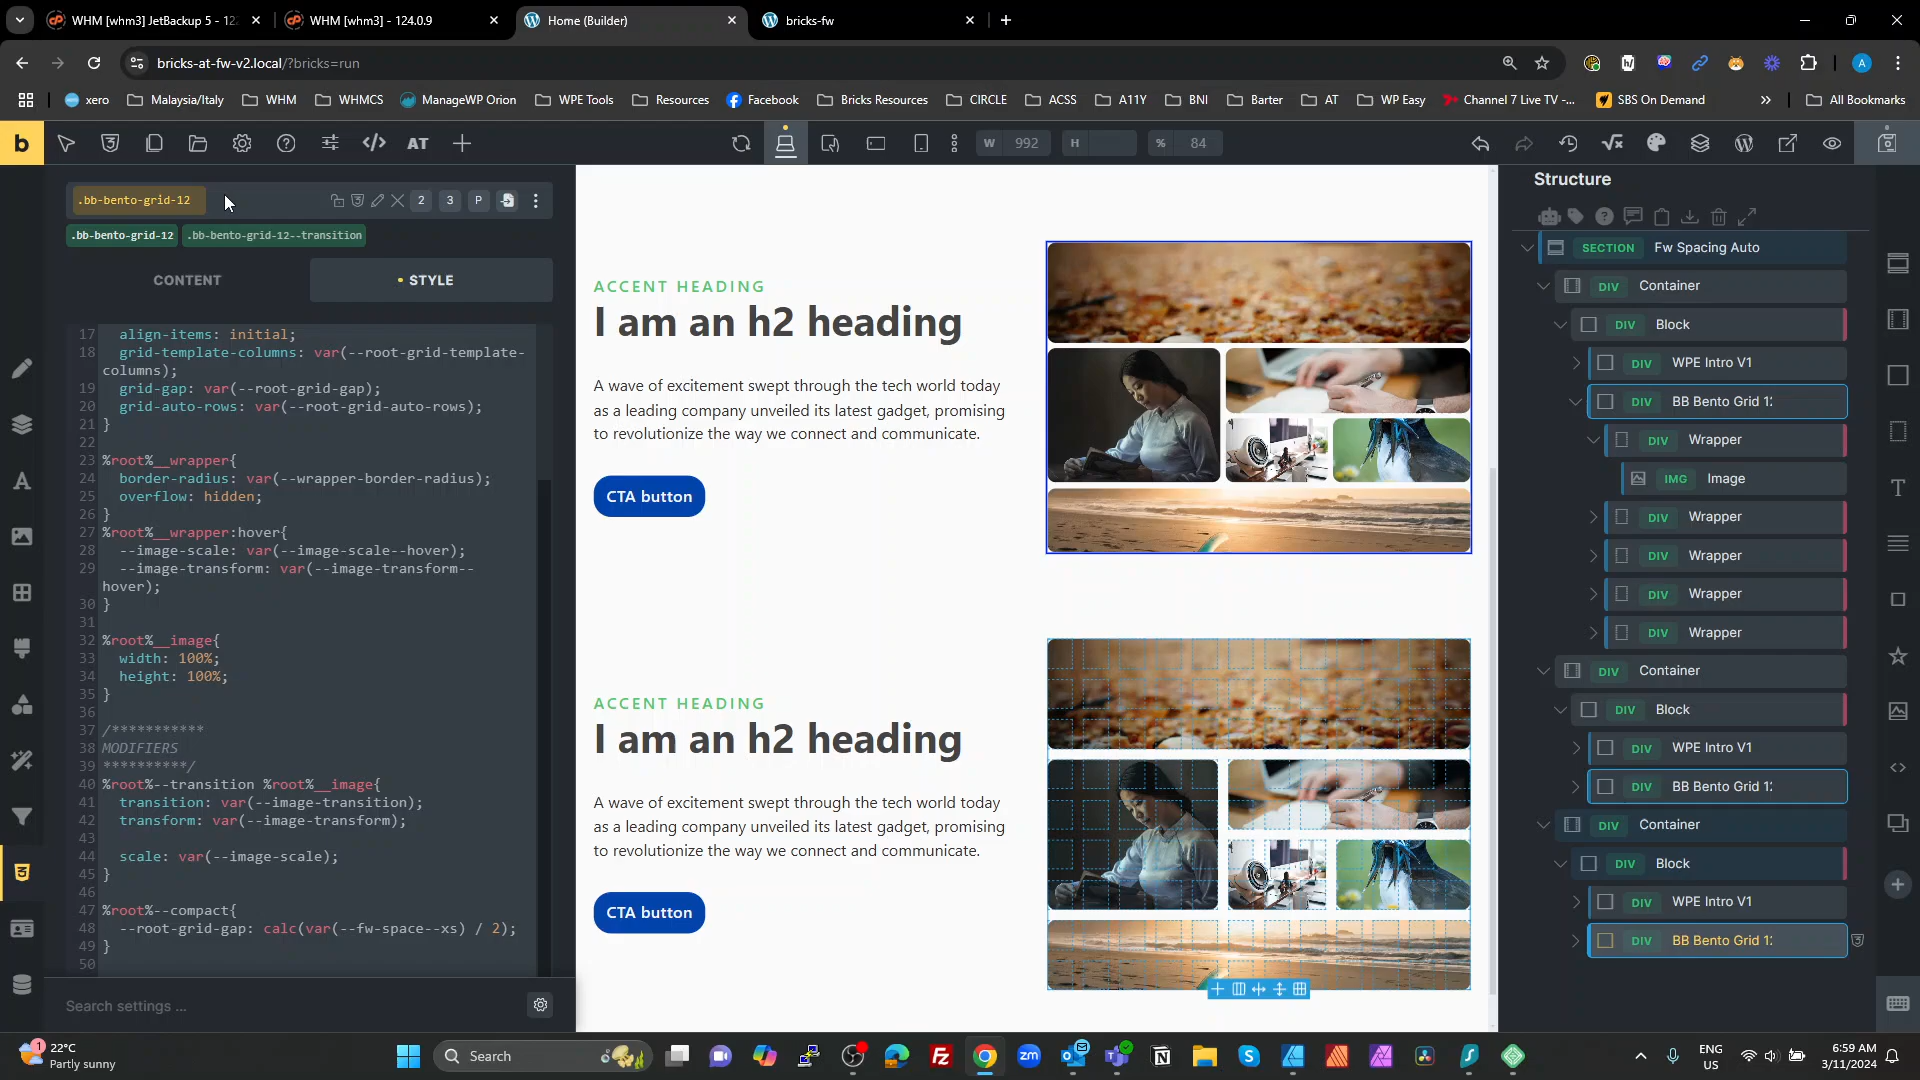 WHM [whm3] JetBackup 5 - 12
WHM [whm3] - 124.0.9
Home (Builder)
bricks-fw
bricks-at-fw-v2.local/?bricks=run
A
xero
Malaysia/Italy
WHM
WHMCS
ManageWP Orion
WPE Tools
Resources
Facebook
Bricks Resources
CIRCLE
ACSS
A11Y
BNI
Barter
AT
WP Easy
Channel 7 Live TV -...
SBS On Demand
All Bookmarks
b
AT
W 992
H
% 84
.bb-bento-grid-12
2
3
P
.bb-bento-grid-12
.bb-bento-grid-12--transition
CONTENT
STYLE
17 align-items: initial;
18 grid-template-columns: var(--root-grid-template-
columns);
19 grid-gap: var(--root-grid-gap);
20 grid-auto-rows: var(--root-grid-auto-rows);
21 }
22
23 %root%__wrapper{
24 border-radius: var(--wrapper-border-radius);
25 overflow: hidden;
26 }
27 %root%__wrapper:hover{
28 --image-scale: var(--image-scale--hover);
29 --image-transform: var(--image-transform--
hover);
30 }
31
32 %root%__image{
33 width: 100%;
34 height: 100%;
35 }
36
37 /***********
38 MODIFIERS
39 **********/
40 %root%--transition %root%__image{
41 transition: var(--image-transition);
42 transform: var(--image-transform);
43
44 scale: var(--image-scale);
45 }
46
47 %root%--compact{
48 --root-grid-gap: calc(var(--fw-space--xs) / 2);
49 }
50
Search settings ...
ACCENT HEADING
I am an h2 heading
A wave of excitement swept through the tech world today
as a leading company unveiled its latest gadget, promising
to revolutionize the way we connect and communicate.
CTA button
ACCENT HEADING
I am an h2 heading
A wave of excitement swept through the tech world today
as a leading company unveiled its latest gadget, promising
to revolutionize the way we connect and communicate.
CTA button
Structure
SECTION Fw Spacing Auto
DIV Container
DIV Block
DIV WPE Intro V1
DIV BB Bento Grid 12
DIV Wrapper
IMG Image
DIV Wrapper
DIV Wrapper
DIV Wrapper
DIV Wrapper
DIV Container
DIV Block
DIV WPE Intro V1
DIV BB Bento Grid 12
DIV Container
DIV Block
DIV WPE Intro V1
DIV BB Bento Grid 12
1
22°C
Partly sunny
Search
zm
ENG
US
6:59 AM
3/11/2024